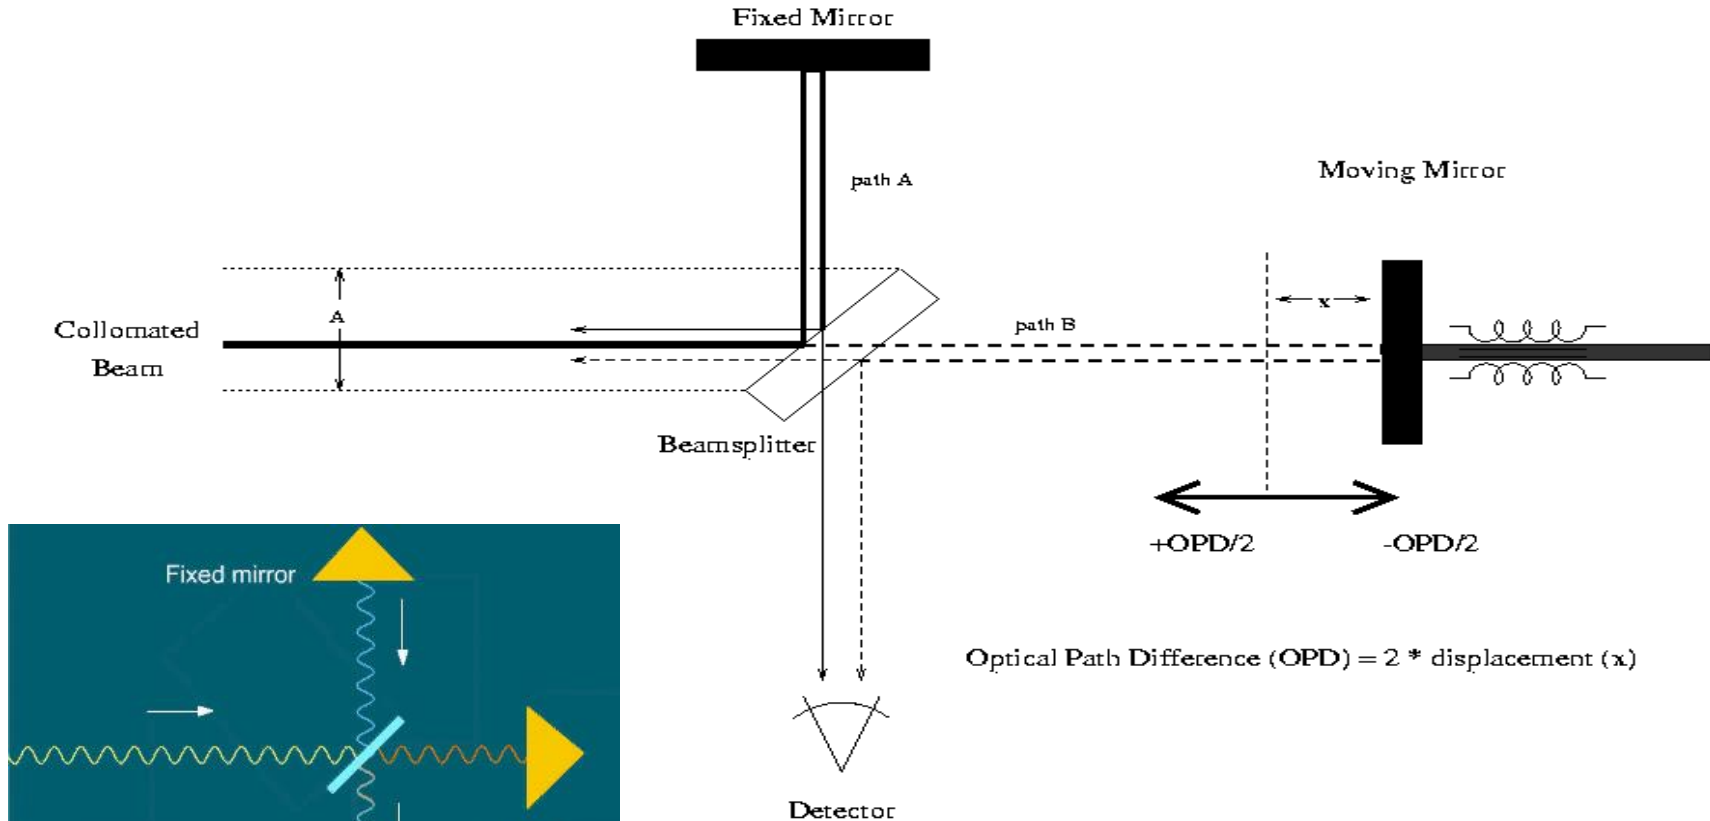 Fixed Mirror
path A
Moving Mirror
A
x
Collomated
Beam
path B
Beamsplitter
+OPD/2
-OPD/2
Fixed mirror
Optical Path Difference (OPD) = 2 * displacement (x)
Detector